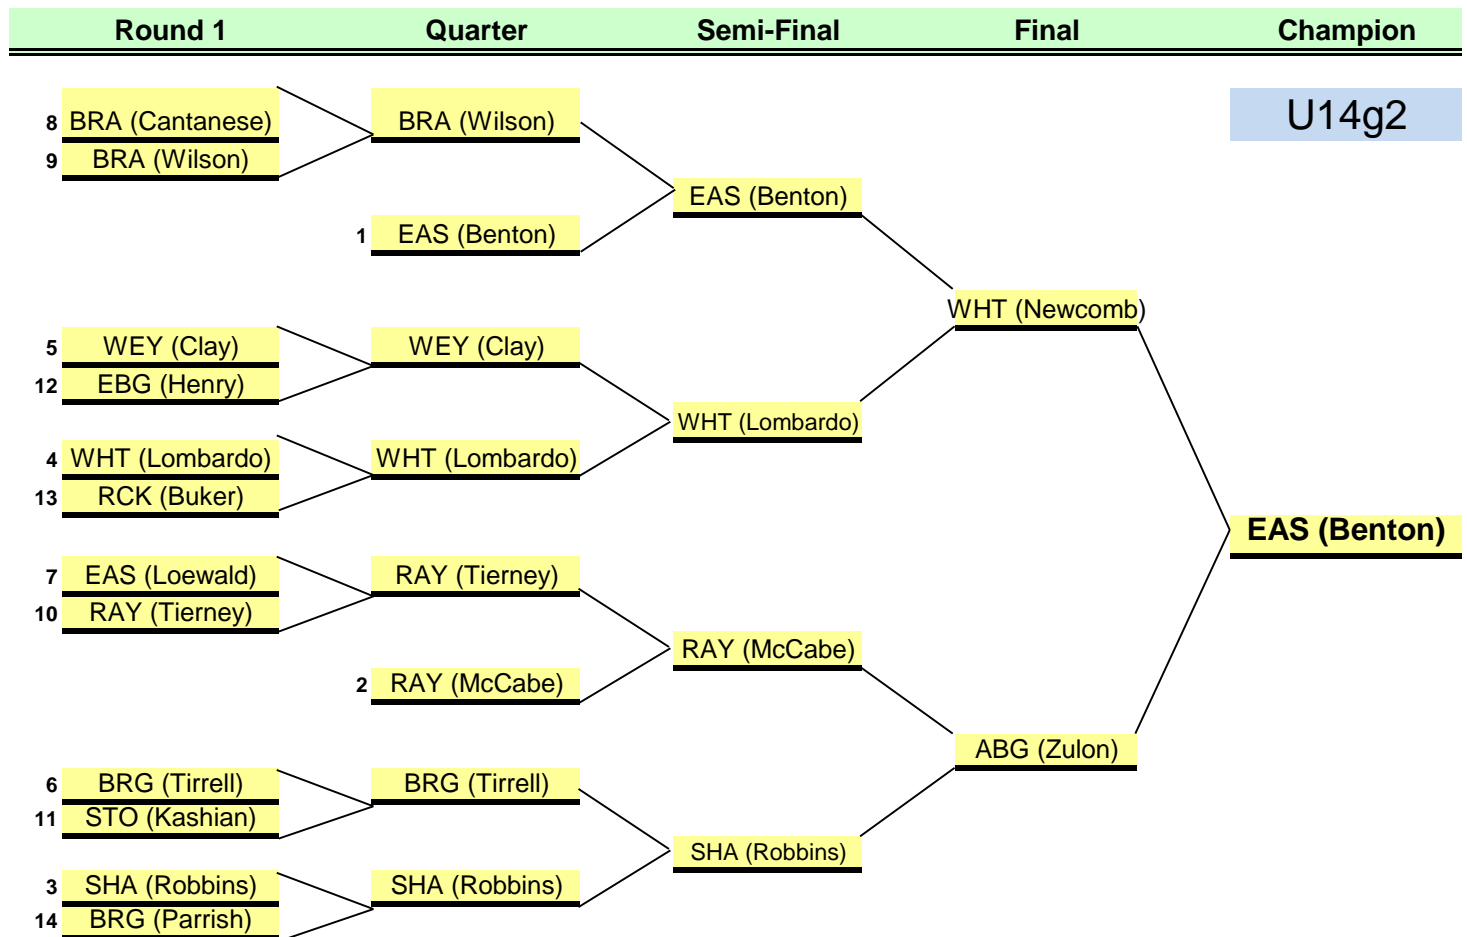 Round 1 Quarter Semi-Final Final Champion
8 BRA (Cantanese) BRA (Wilson) U14g2
9 BRA (Wilson)
EAS (Benton)
1 EAS (Benton)
WHT (Newcomb)
5 WEY (Clay) WEY (Clay)
12 EBG (Henry)
WHT (Lombardo)
4 WHT (Lombardo) WHT (Lombardo)
13 RCK (Buker)
EAS (Benton)
7 EAS (Loewald) RAY (Tierney)
10 RAY (Tierney)
RAY (McCabe)
2 RAY (McCabe)
ABG (Zulon)
6 BRG (Tirrell) BRG (Tirrell)
11 STO (Kashian)
SHA (Robbins)
3 SHA (Robbins) SHA (Robbins)
14 BRG (Parrish)